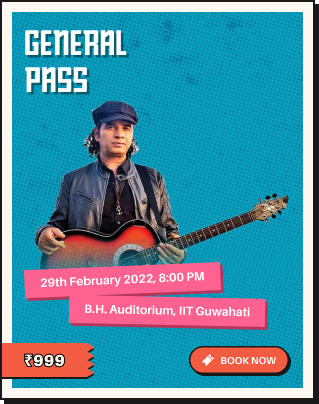 GENERAL
PASS
29th February 2022, 8:00 PM
B.H. Auditorium, IIT Guwahati
₹999
BOOK NOW